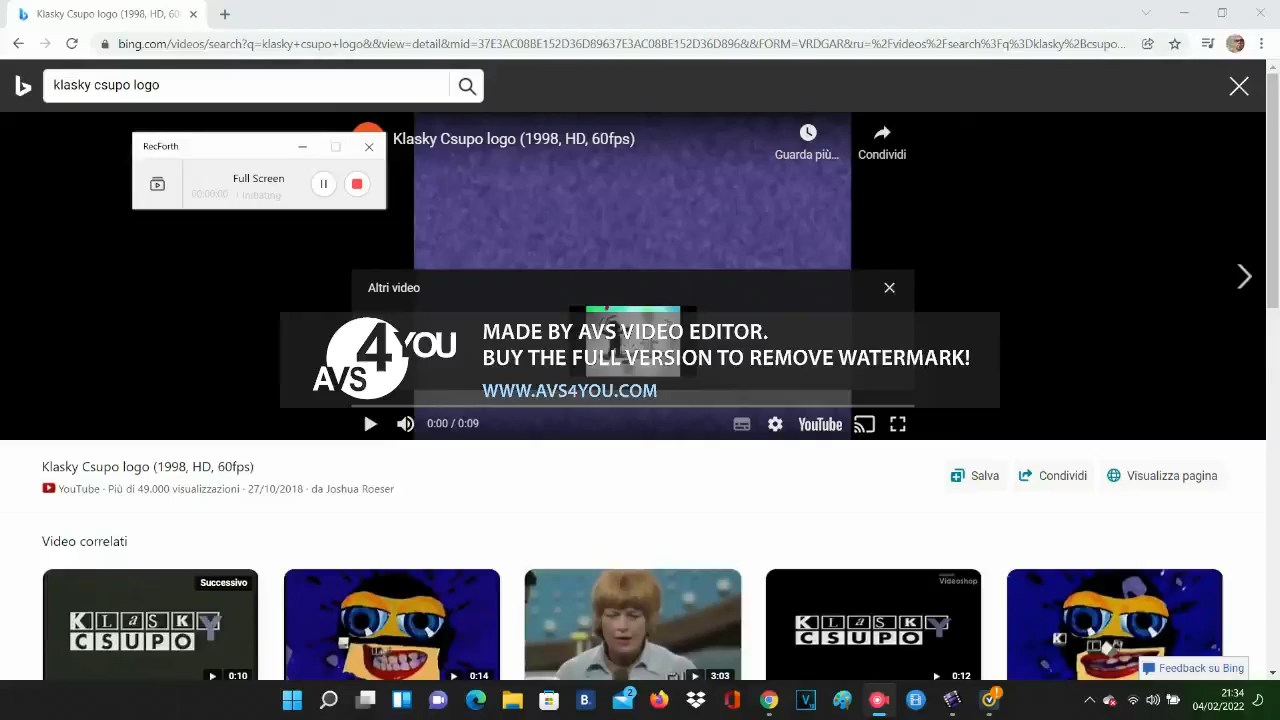 Klasky Csupo logo (1998, HD, 60
bing.com/videos/search?q=klasky+csupo+logo&&view=detail&mid=37E3AC08BE152D36D89637E3AC08BE152D36D896&&FORM=VRDGAR&ru=%2Fvideos%2Fsearch%3Fq%3Dklasky%2Bcsupo...
klasky csupo logo
RecForth
Full Screen
00:00:00 Initiating
Klasky Csupo logo (1998, HD, 60fps)
Guarda più...
Condividi
Altri video
AVS4YOU
MADE BY AVS VIDEO EDITOR.
BUY THE FULL VERSION TO REMOVE WATERMARK!
WWW.AVS4YOU.COM
0:00 / 0:09
YouTube
Klasky Csupo logo (1998, HD, 60fps)
YouTube · Più di 49.000 visualizzazioni · 27/10/2018 · da Joshua Roeser
Salva
Condividi
Visualizza pagina
Video correlati
Successivo
KLaSKY
CSUPO
0:10
0:14
3:03
Videoshop
KLaSKY
CSUPO
0:12
Feedback su Bing
2
21:34
04/02/2022